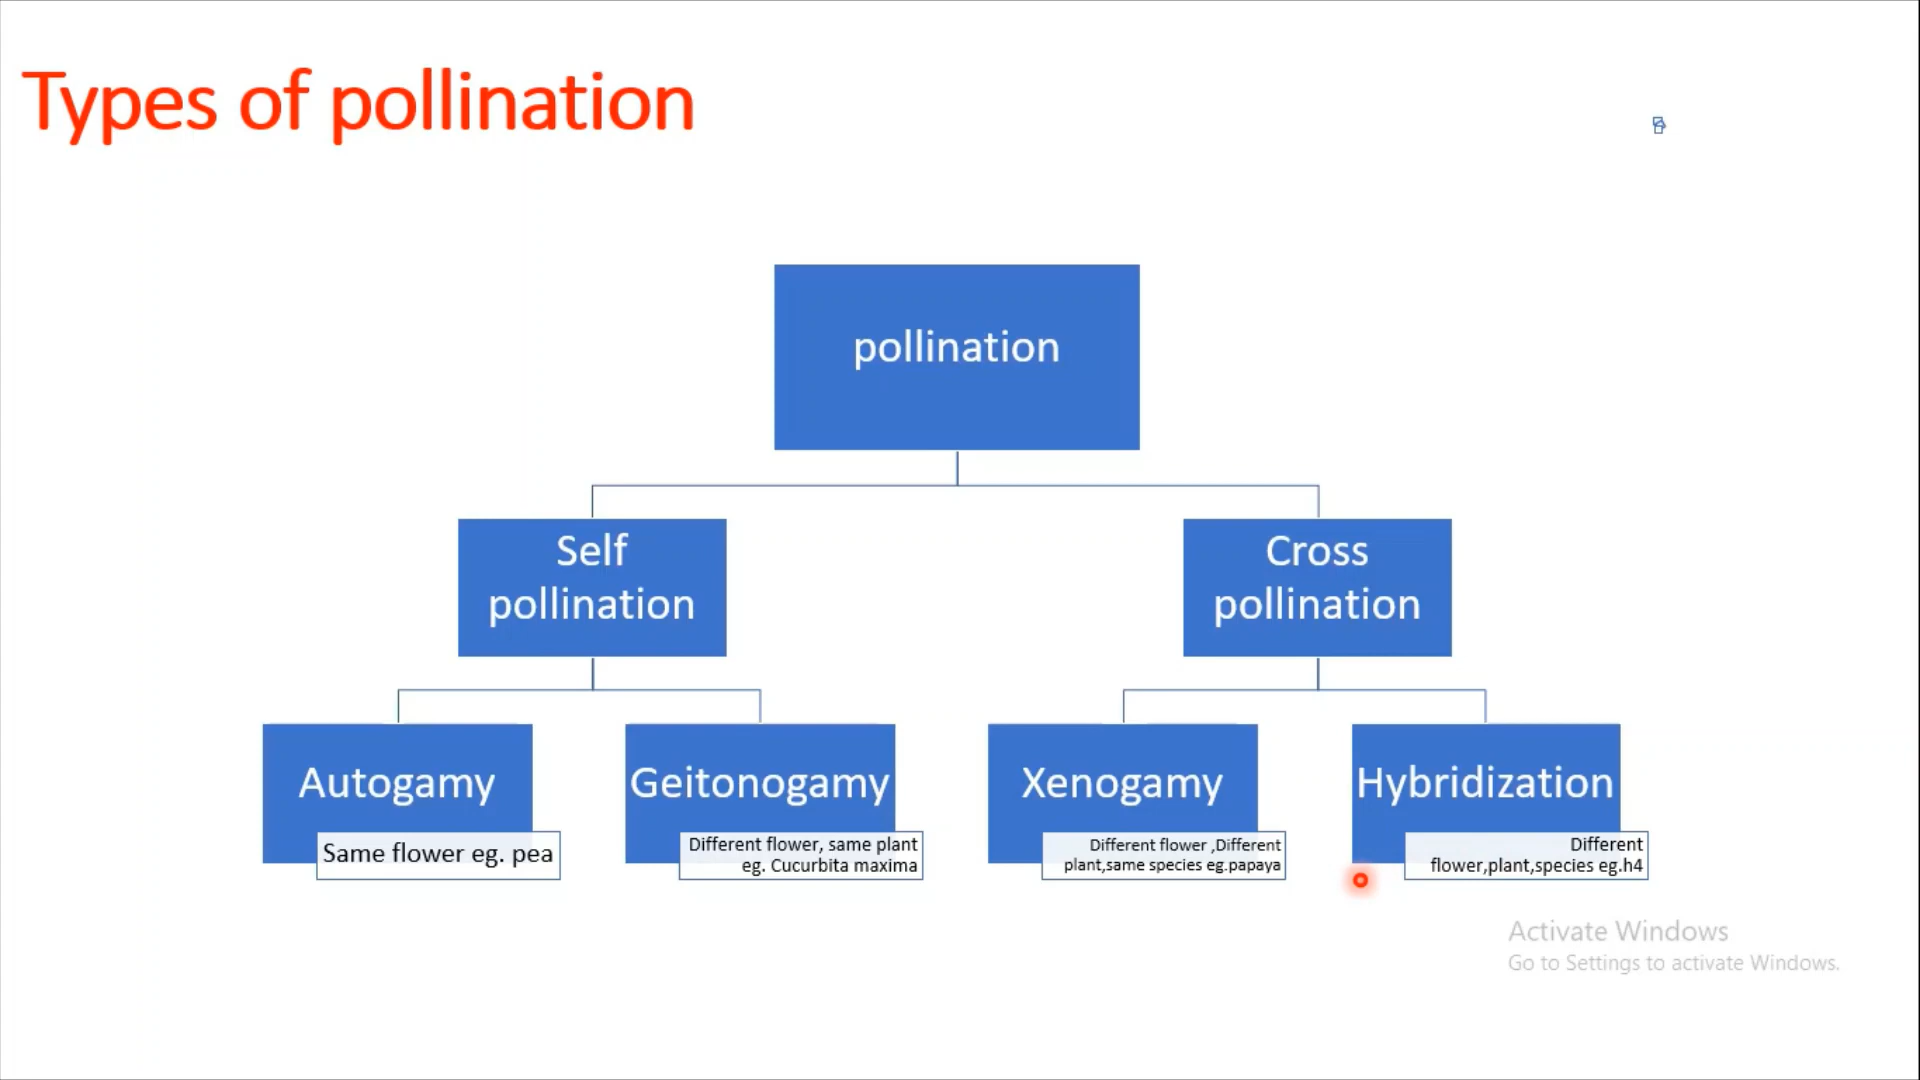 Types of pollination
pollination
Self
pollination
Cross
pollination
Autogamy
Same flower eg. pea
Geitonogamy
Different flower, same plant
eg. Cucurbita maxima
Xenogamy
Different flower ,Different
plant,same species eg.papaya
Hybridization
Different
flower,plant,species eg.h4
Activate Windows
Go to Settings to activate Windows.